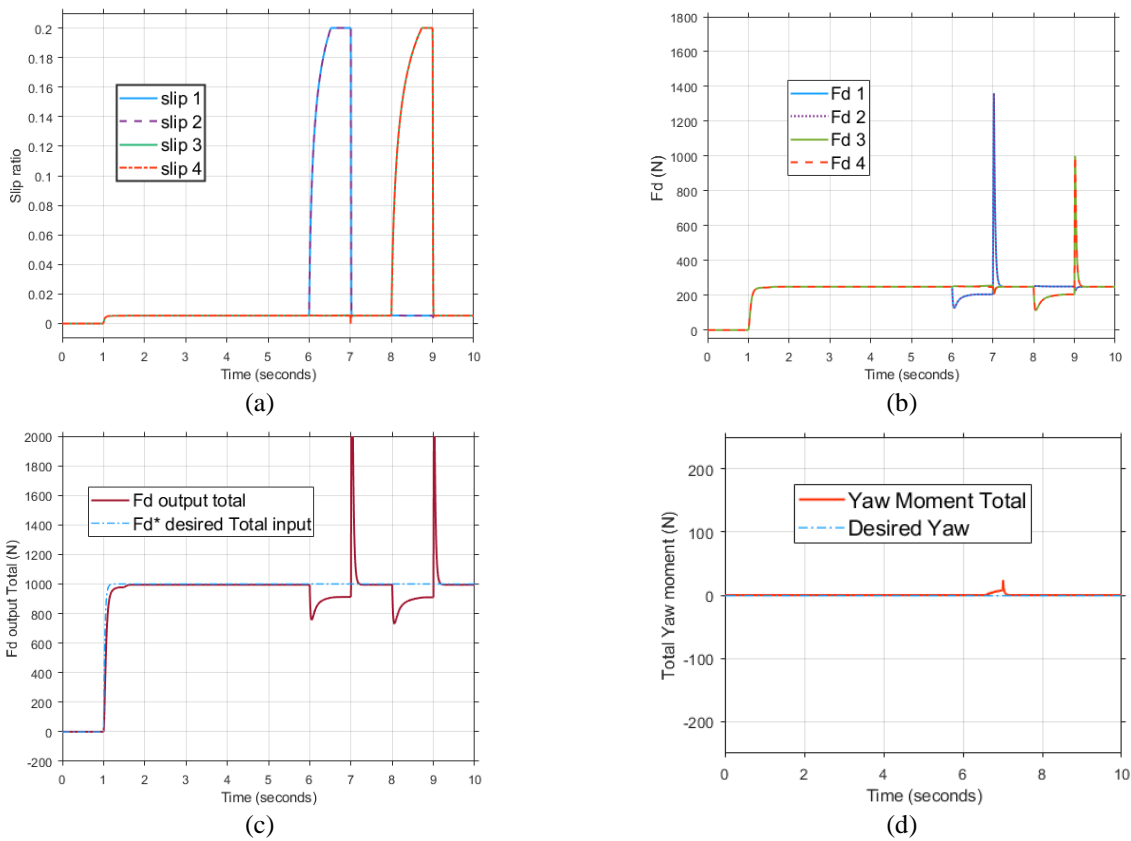 0.2
0.18
0.16
0.14
0.12
0.1
0.08
0.06
0.04
0.02
0
Slip ratio
slip 1
slip 2
slip 3
slip 4
0 1 2 3 4 5 6 7 8 9 10
Time (seconds)
(a)
1800
1600
1400
1200
1000
800
600
400
200
0
Fd (N)
Fd 1
Fd 2
Fd 3
Fd 4
0 1 2 3 4 5 6 7 8 9 10
Time (seconds)
(b)
2000
1800
1600
1400
1200
1000
800
600
400
200
0
-200
Fd output Total (N)
Fd output total
Fd* desired Total input
0 1 2 3 4 5 6 7 8 9 10
Time (seconds)
(c)
200
100
0
-100
-200
Total Yaw moment (N)
Yaw Moment Total
Desired Yaw
0 2 4 6 8 10
Time (seconds)
(d)